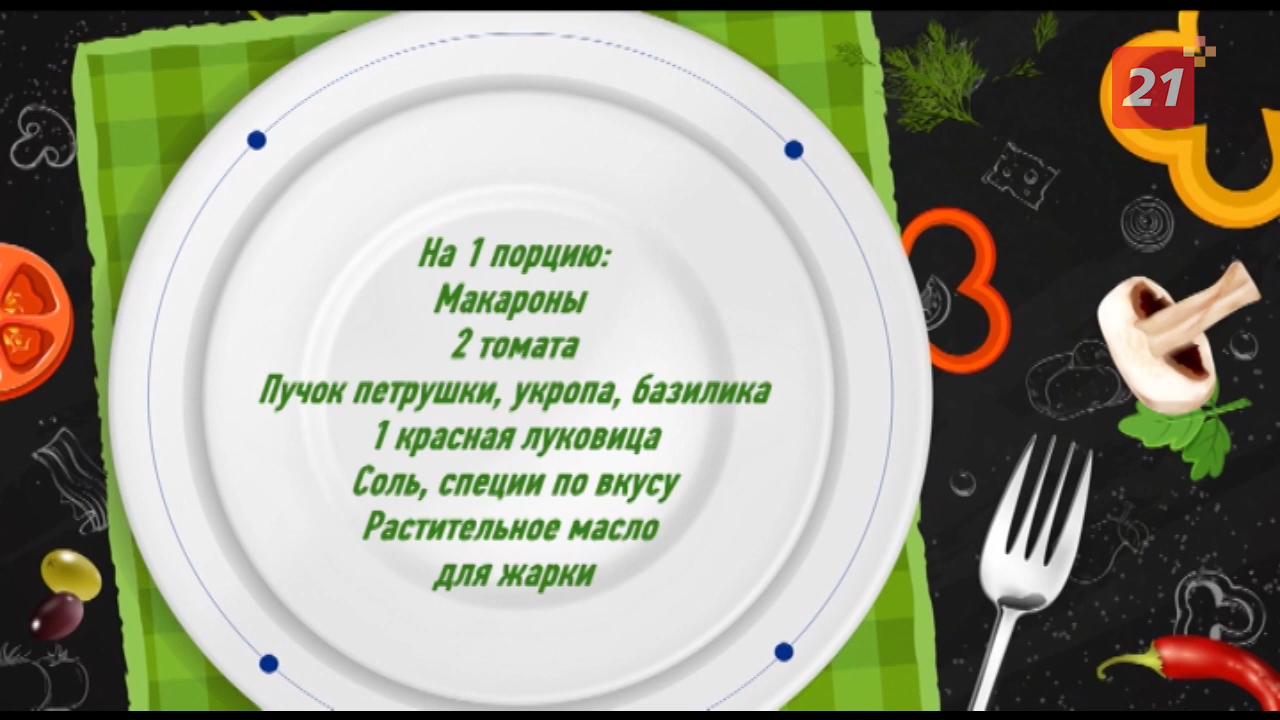 21
На 1 порцию:
Макароны
2 томата
Пучок петрушки, укропа, базилика
1 красная луковица
Соль, специи по вкусу
Растительное масло
для жарки